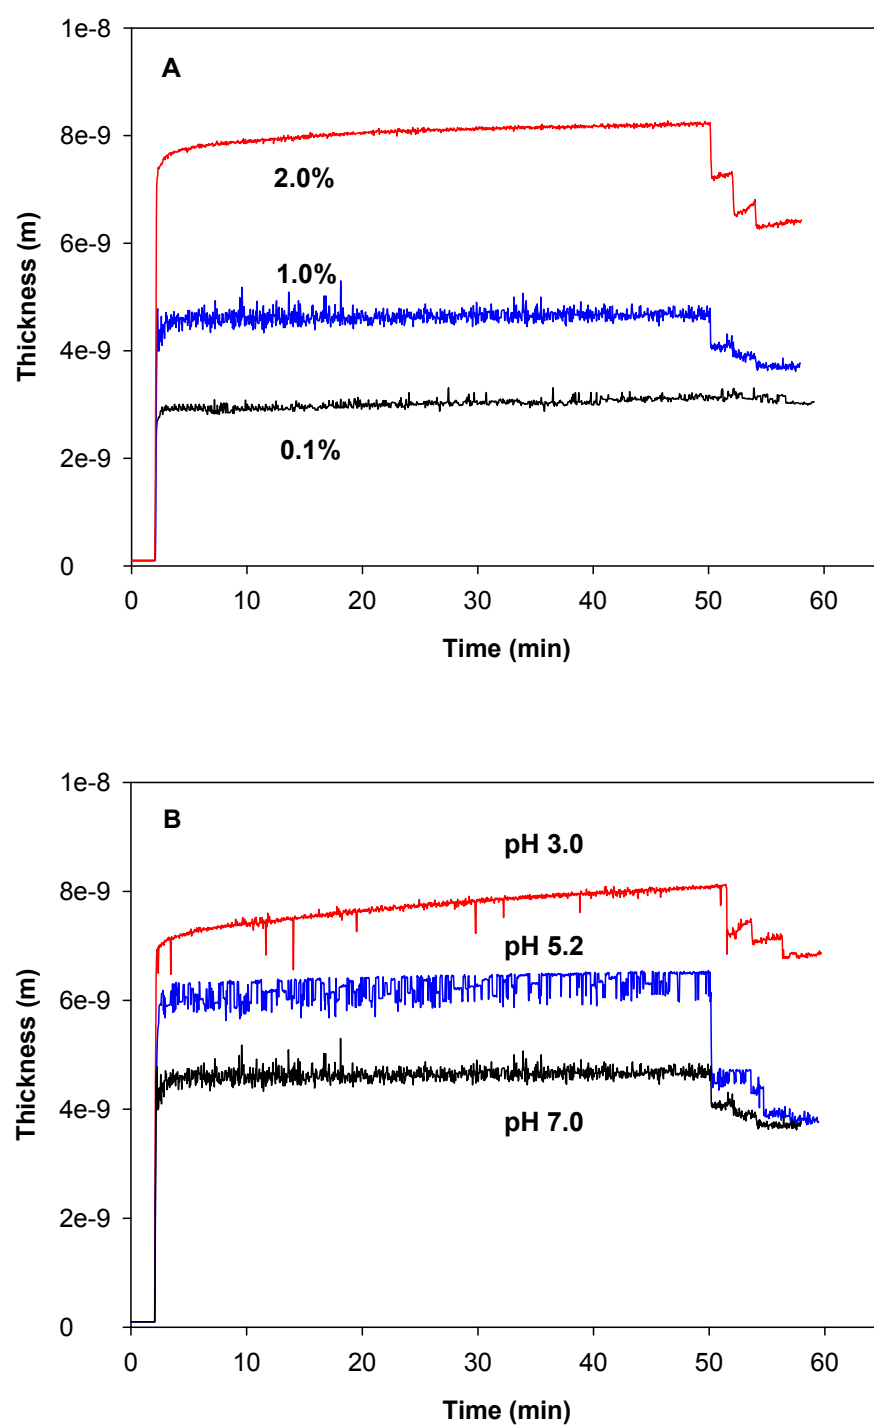 1e-8
A
8e-9
2.0%
6e-9
1.0%
4e-9
0.1%
2e-9
0
0 10 20 30 40 50 60
Thickness (m)
Time (min)
1e-8
B
pH 3.0
8e-9
pH 5.2
6e-9
4e-9
pH 7.0
2e-9
0
0 10 20 30 40 50 60
Thickness (m)
Time (min)